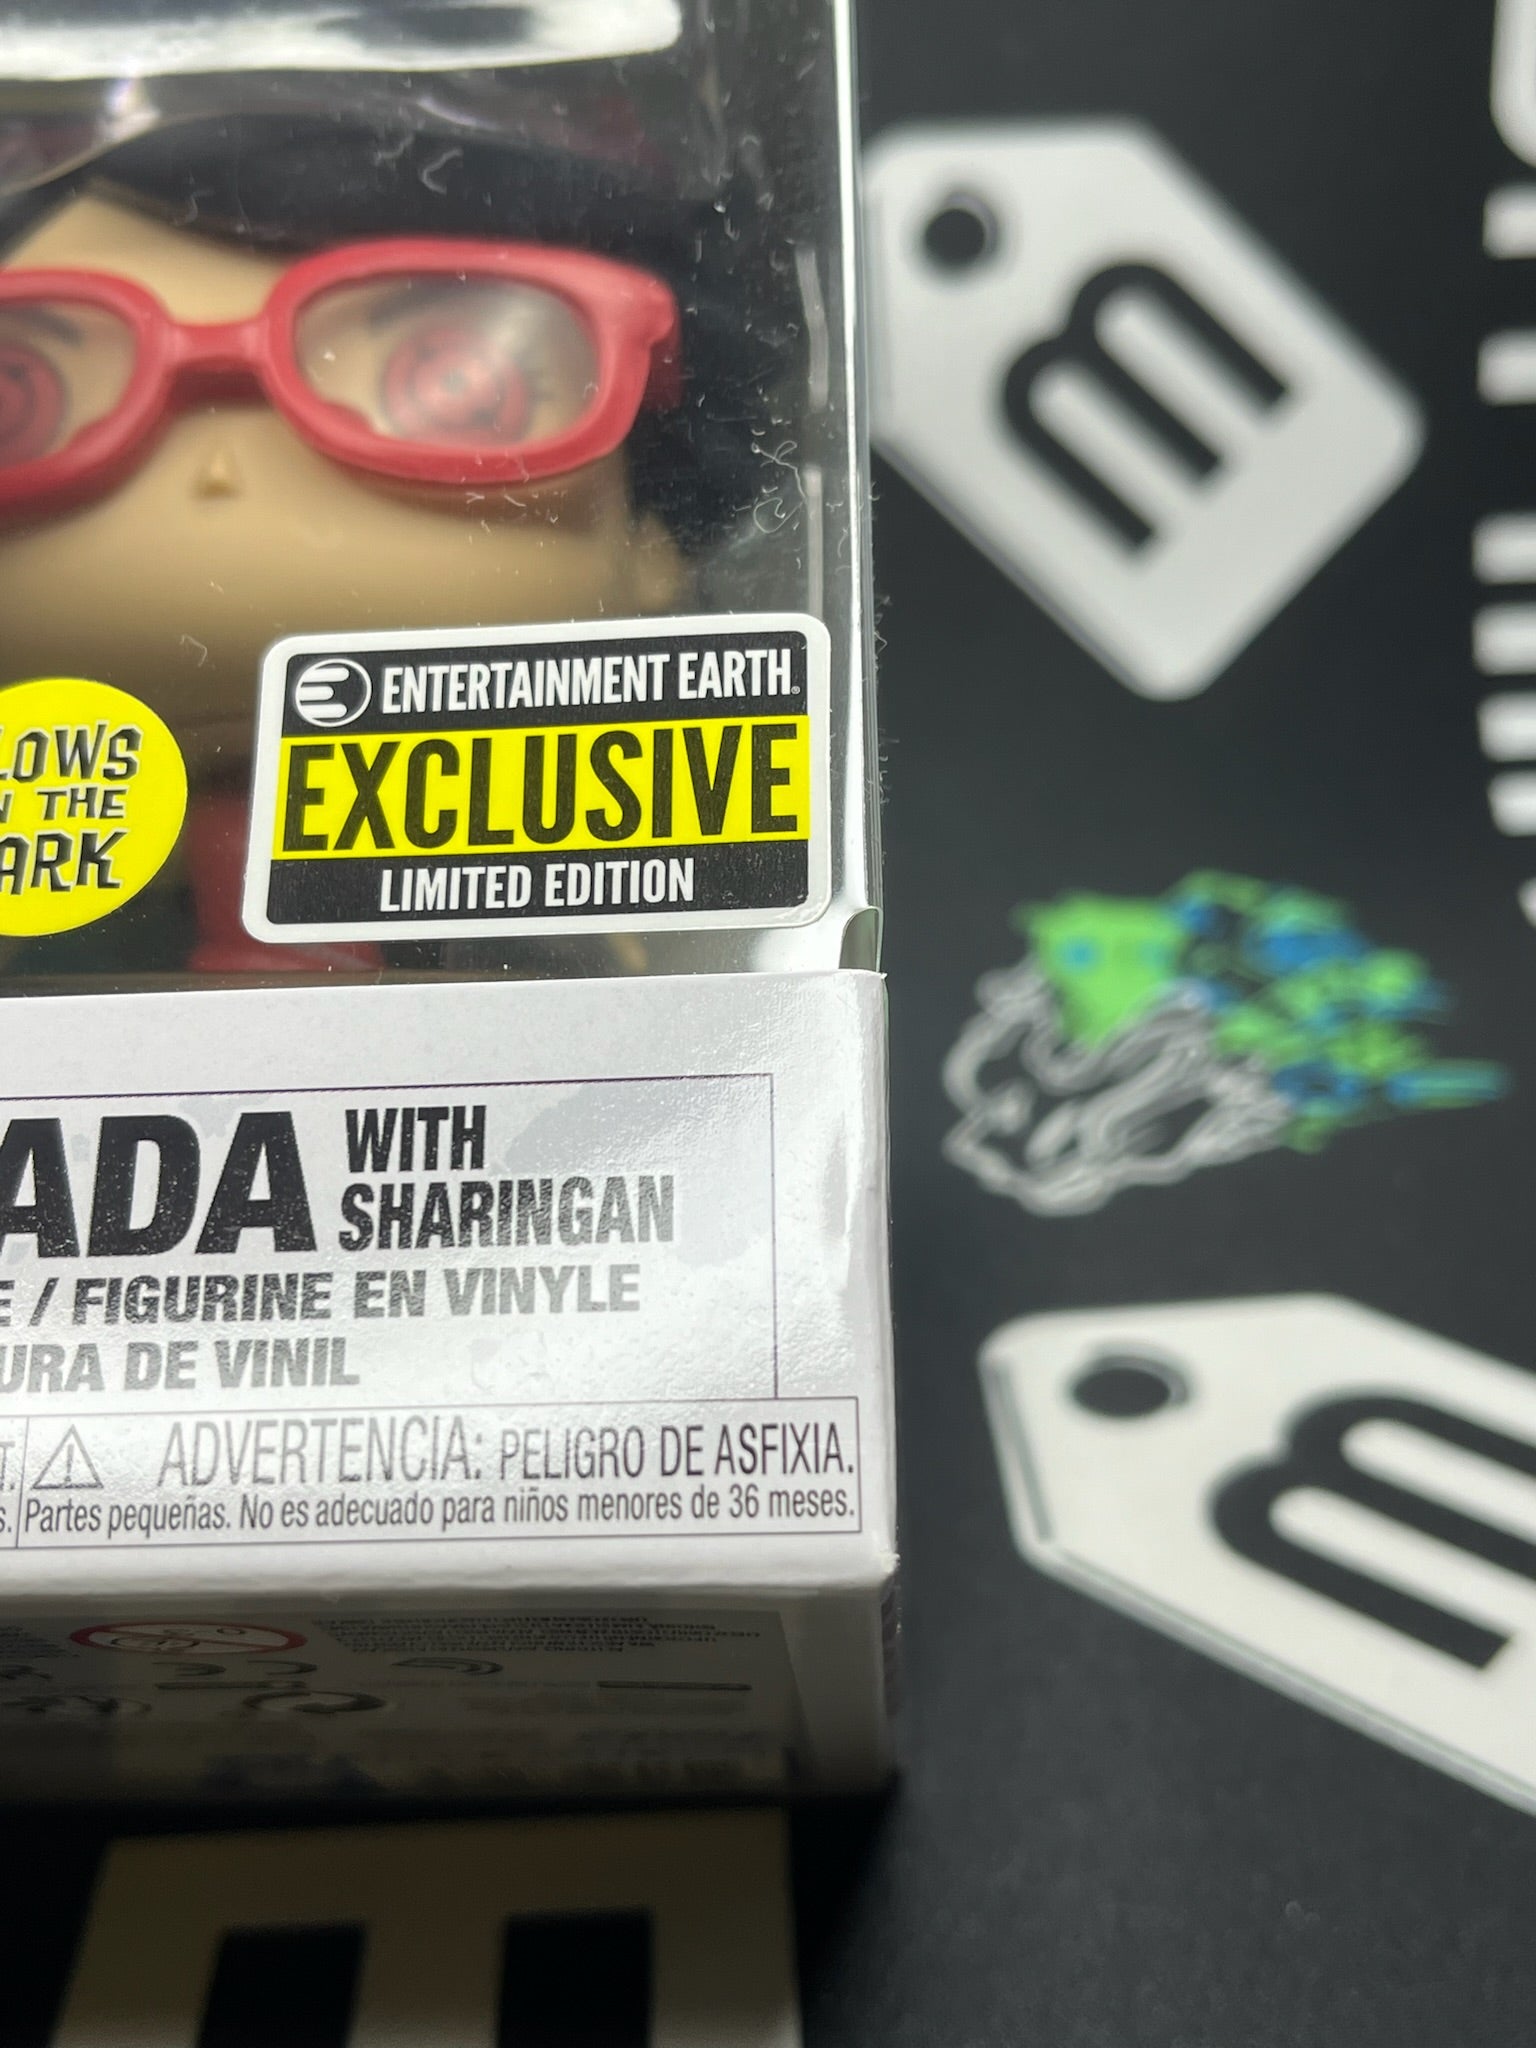 LOWS
N THE
ARK
ENTERTAINMENT EARTH®
EXCLUSIVE
LIMITED EDITION
ADA WITH SHARINGAN
E / FIGURINE EN VINYLE
URA DE VINIL
T.
ADVERTENCIA: PELIGRO DE ASFIXIA.
s. Partes pequeñas. No es adecuado para niños menores de 36 meses.
m
m